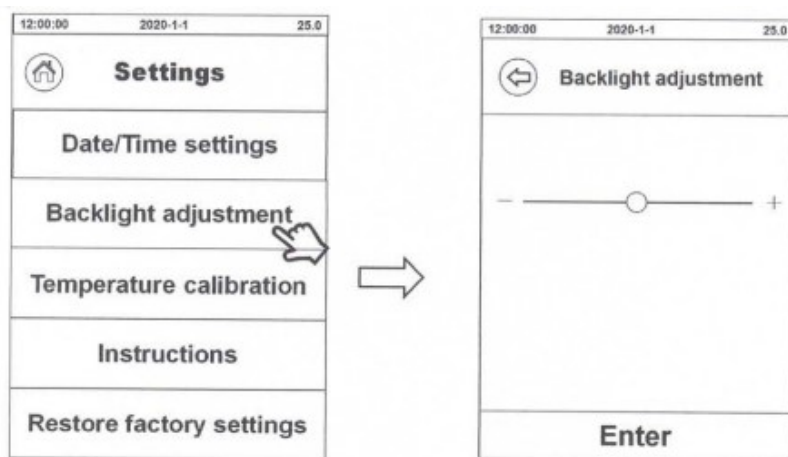 12:00:00 2020-1-1 25.0
Settings
Date/Time settings
Backlight adjustment
Temperature calibration
Instructions
Restore factory settings
12:00:00 2020-1-1 25.0
Backlight adjustment
- +
Enter